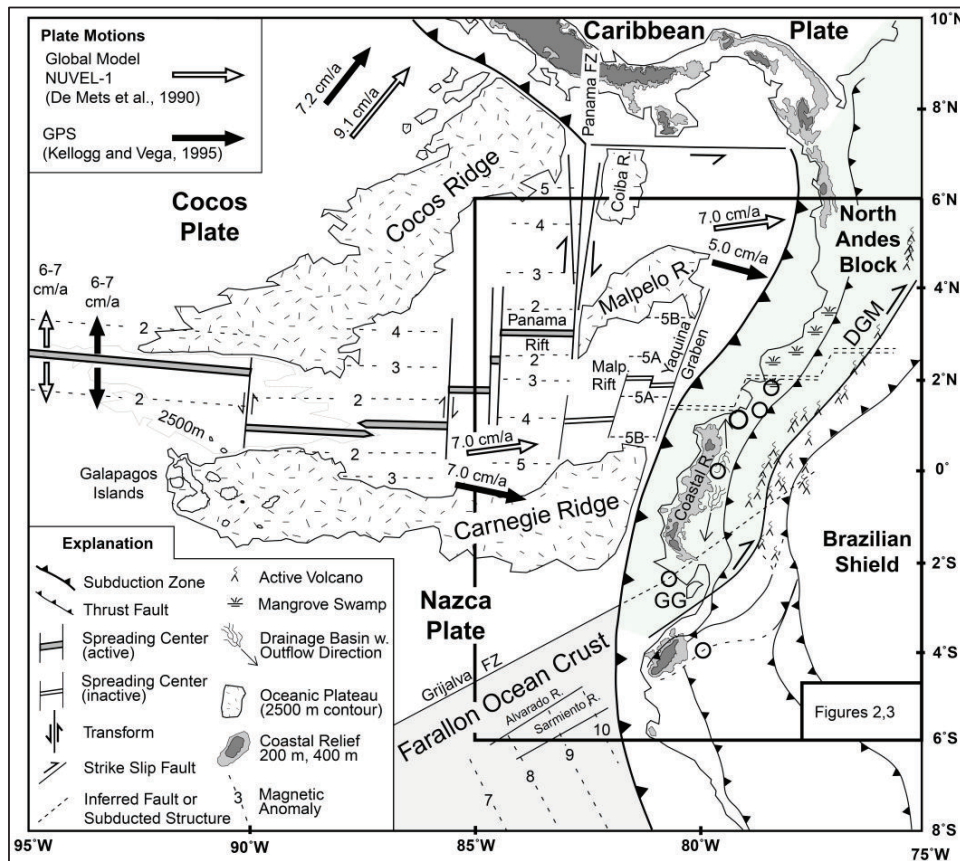 Plate Motions
Global Model
NUVEL-1
(De Mets et al., 1990)
GPS
(Kellogg and Vega, 1995)
Caribbean Plate
Panama FZ
10°N
8°N
6°N
4°N
2°N
0°
2°S
4°S
6°S
8°S
7.2 cm/a
9.1 cm/a
Cocos
Plate
Cocos Ridge
Coiba R.
5
4
3
2
7.0 cm/a
5.0 cm/a
North
Andes
Block
6-7
cm/a
6-7
cm/a
Malpelo R.
DGM
2
4
Panama
Rift
5B
Yaquina
Graben
3
2
3
Malp.
Rift
5A
5A
2
2
4
5B
2500m
7.0 cm/a
2
3
5
7.0 cm/a
Galapagos
Islands
Carnegie Ridge
Coastal R.
Brazilian
Shield
GG
Nazca
Plate
Grijalva FZ
Farallon Ocean Crust
Alvarado R.
Sarmiento R.
10
9
8
7
Figures 2,3
Explanation
Subduction Zone
Thrust Fault
Spreading Center
(active)
Spreading Center
(inactive)
Transform
Strike Slip Fault
Inferred Fault or
Subducted Structure
Active Volcano
Mangrove Swamp
Drainage Basin w.
Outflow Direction
Oceanic Plateau
(2500 m contour)
Coastal Relief
200 m, 400 m
3
Magnetic
Anomaly
95°W
90°W
85°W
80°W
75°W